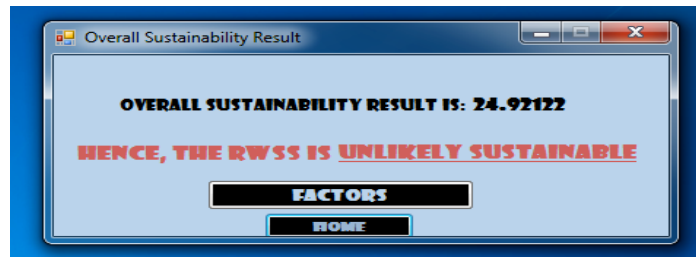 Overall Sustainability Result
OVERALL SUSTAINABILITY RESULT IS: 24.92122
HENCE, THE RWSS IS UNLIKELY SUSTAINABLE
FACTORS
HOME